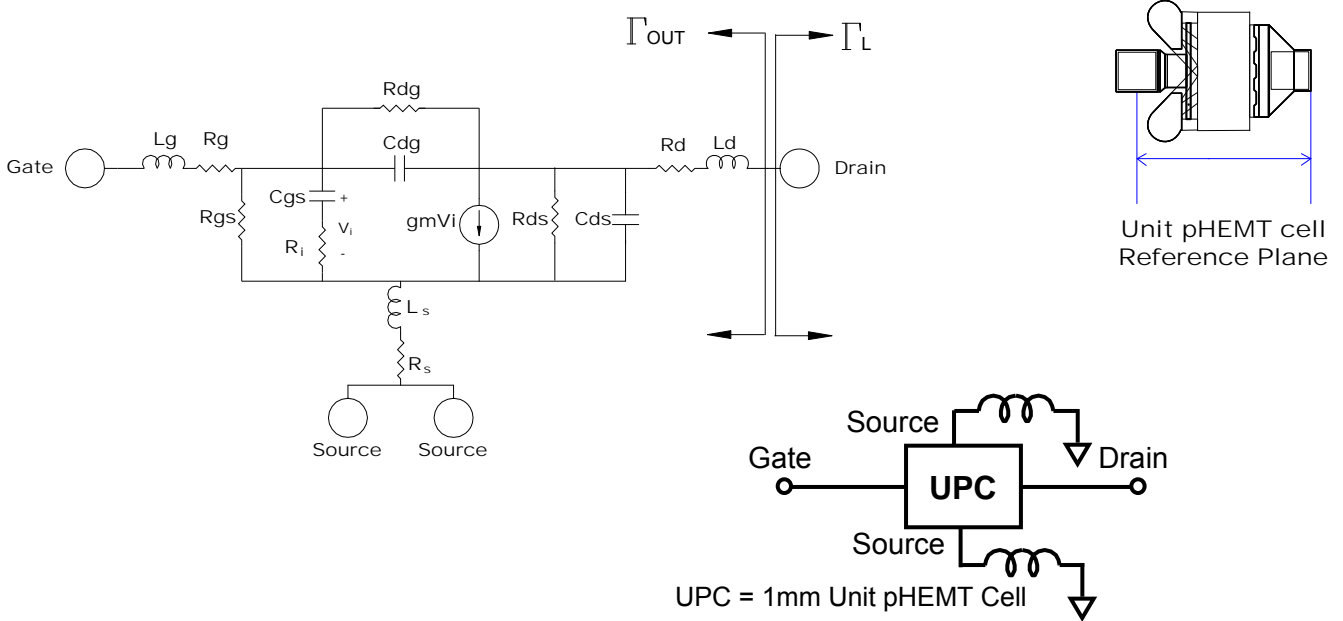 ΓOUT
ΓL
Rdg
Lg
Rg
Cdg
Rd
Ld
Gate
Drain
Cgs
+
Rgs
Vi
gmVi
Rds
Cds
Ri
-
Ls
Rs
Source
Source
Unit pHEMT cell
Reference Plane
Source
Gate
Drain
UPC
Source
UPC = 1mm Unit pHEMT Cell